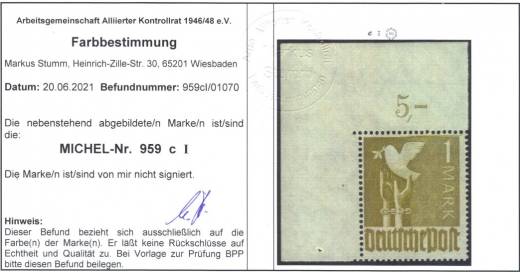 Arbeitsgemeinschaft Alliierter Kontrollrat 1946/48 e.V.
Farbbestimmung
Markus Stumm, Heinrich-Zille-Str. 30, 65201 Wiesbaden
Datum: 20.06.2021 Befundnummer: 959cI/01070
Die nebenstehend abgebildete/n Marke/n ist/sind
die:
MICHEL-Nr. 959 c I
Die Marke/n ist/sind von mir nicht signiert.
Hinweis:
Dieser Befund bezieht sich ausschließlich auf die
Farbe(n) der Marke(n). Er läßt keine Rückschlüsse auf
Echtheit und Qualität zu. Bei Vorlage zur Prüfung BPP
bitte diesen Befund beilegen.
c I
5,-
1
MARK
Deutsche Post